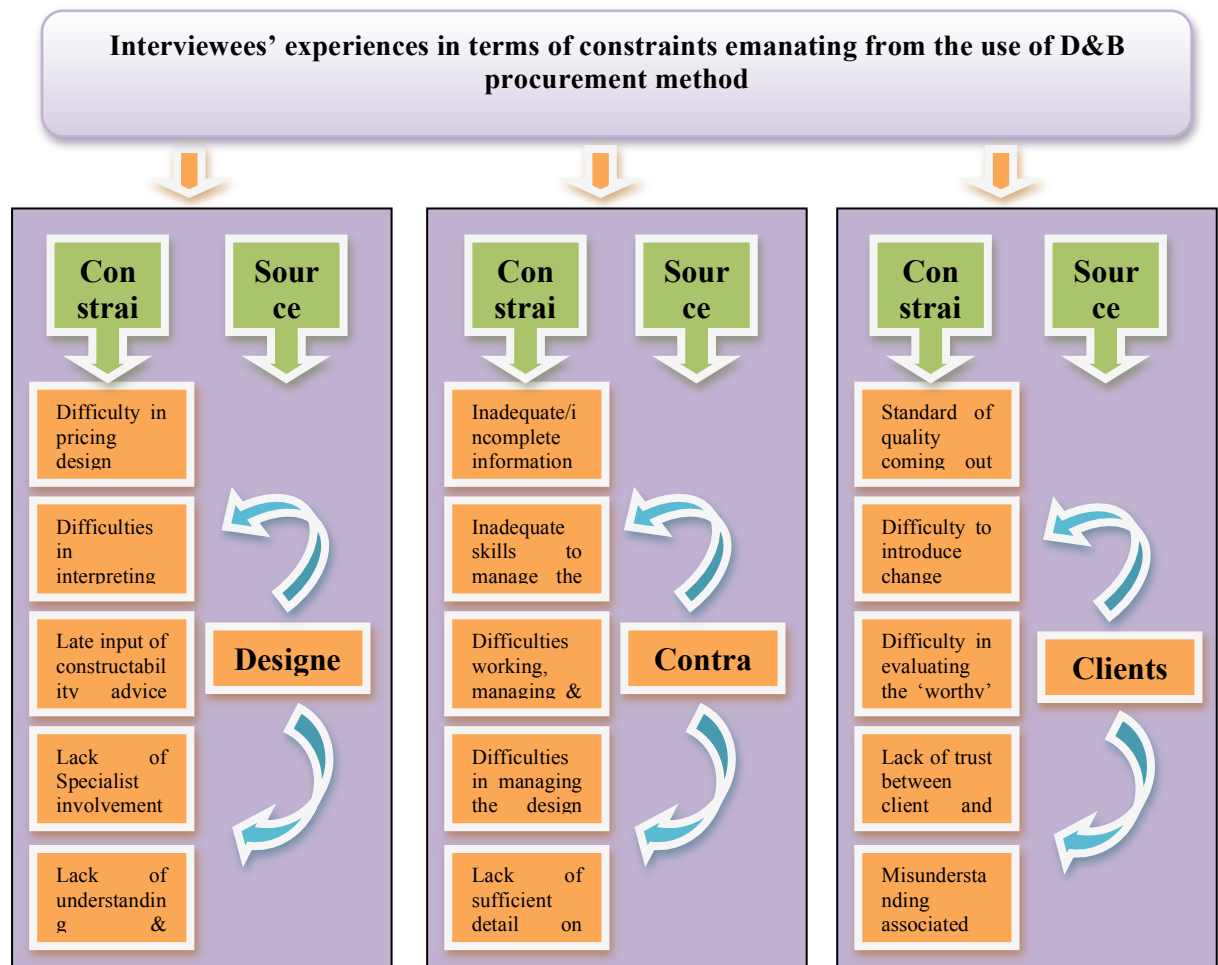 Interviewees’ experiences in terms of constraints emanating from the use of D&B
procurement method
Con
strai
Sour
ce
Difficulty in
pricing
design
Difficulties
in
interpreting
Late input of
constructabil
ity advice
Lack of
Specialist
involvement
Lack of
understandin
g &
Designe
Con
strai
Sour
ce
Inadequate/i
ncomplete
information
Inadequate
skills to
manage the
Difficulties
working,
managing &
Difficulties
in managing
the design
Lack of
sufficient
detail on
Contra
Con
strai
Sour
ce
Standard of
quality
coming out
Difficulty to
introduce
change
Difficulty in
evaluating
the ‘worthy’
Lack of trust
between
client and
Misundersta
nding
associated
Clients